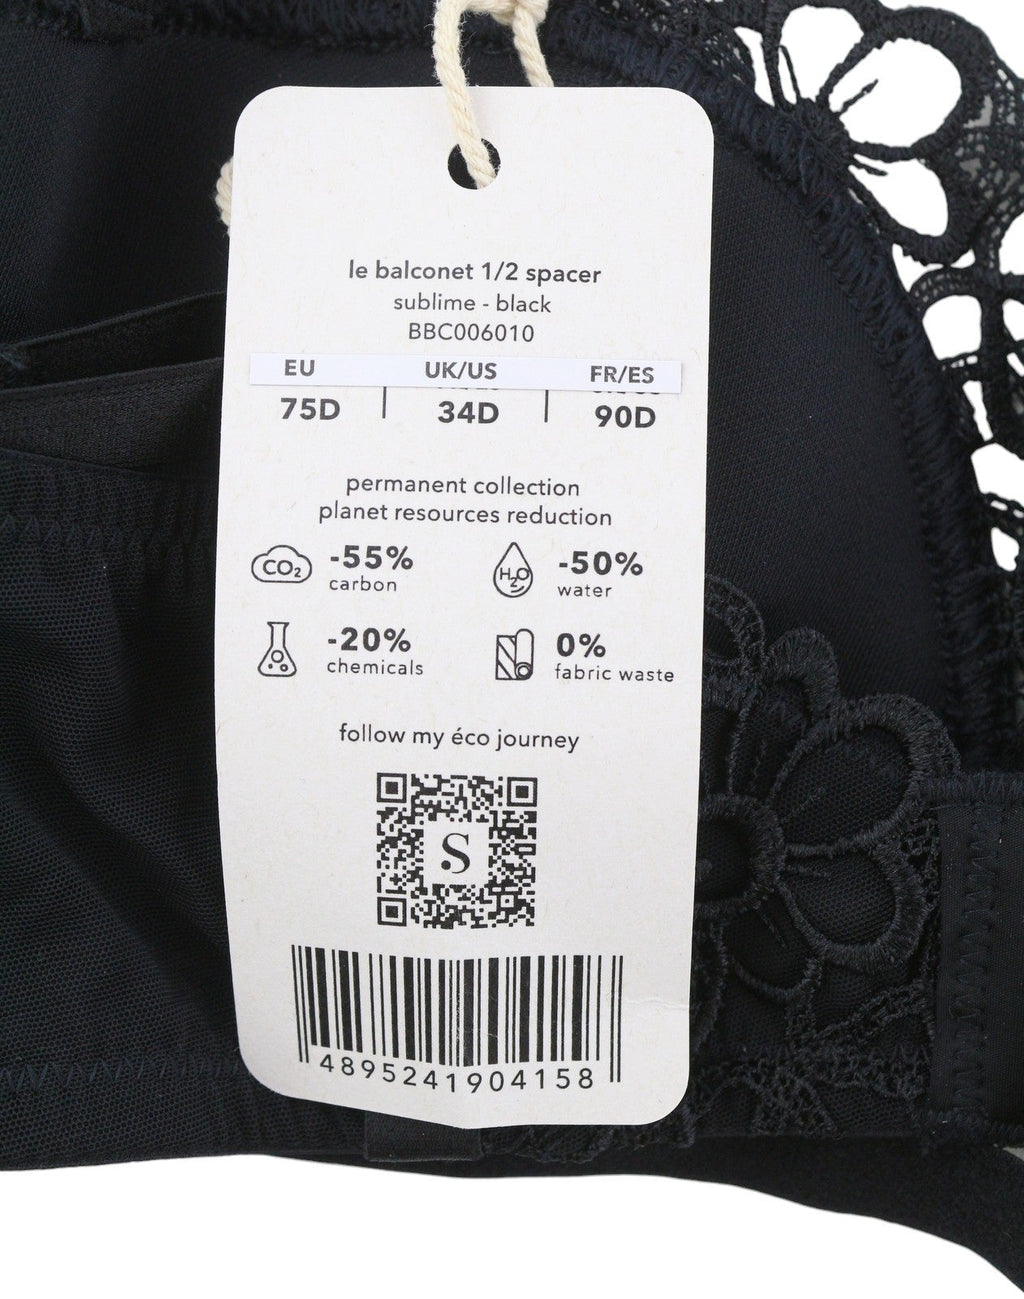 le balconet 1/2 spacer
sublime - black
BBC006010
EU UK/US FR/ES
75D 34D 90D
permanent collection
planet resources reduction
CO₂ -55% carbon
H₂O -50% water
-20% chemicals
0% fabric waste
follow my éco journey
S
4895241904158